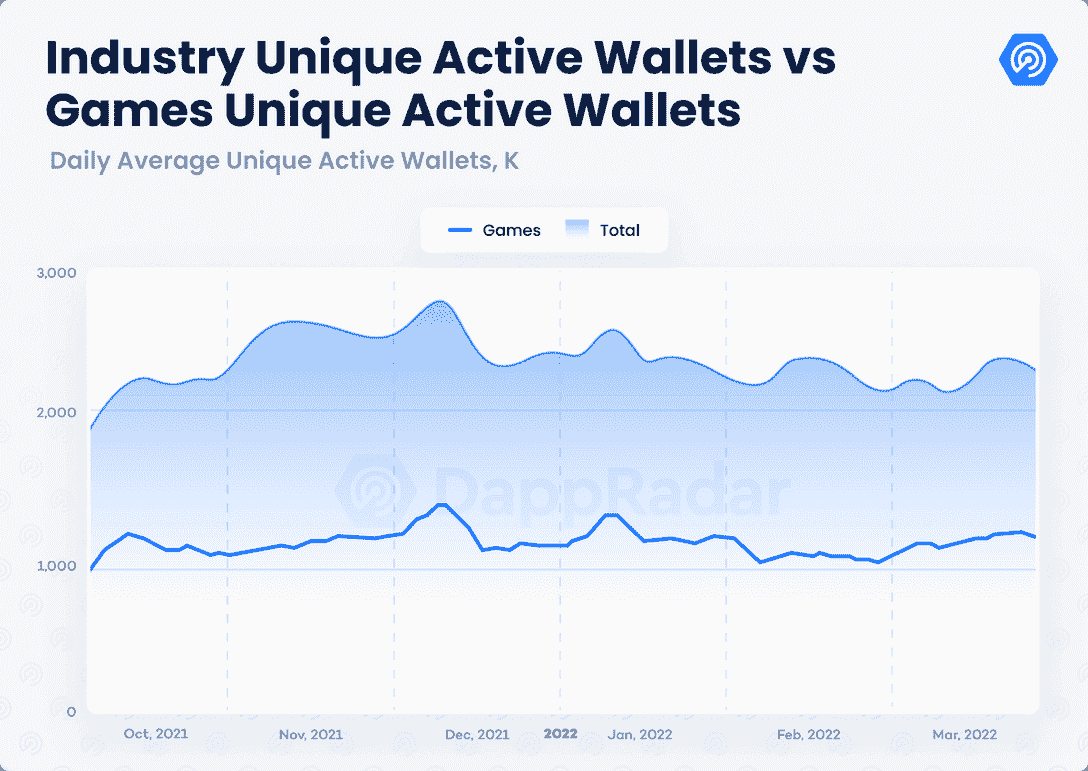 Industry Unique Active Wallets vs
Games Unique Active Wallets
Daily Average Unique Active Wallets, K
Games Total
3,000
2,000
1,000
0
DappRadar
Oct, 2021 Nov, 2021 Dec, 2021 2022 Jan, 2022 Feb, 2022 Mar, 2022